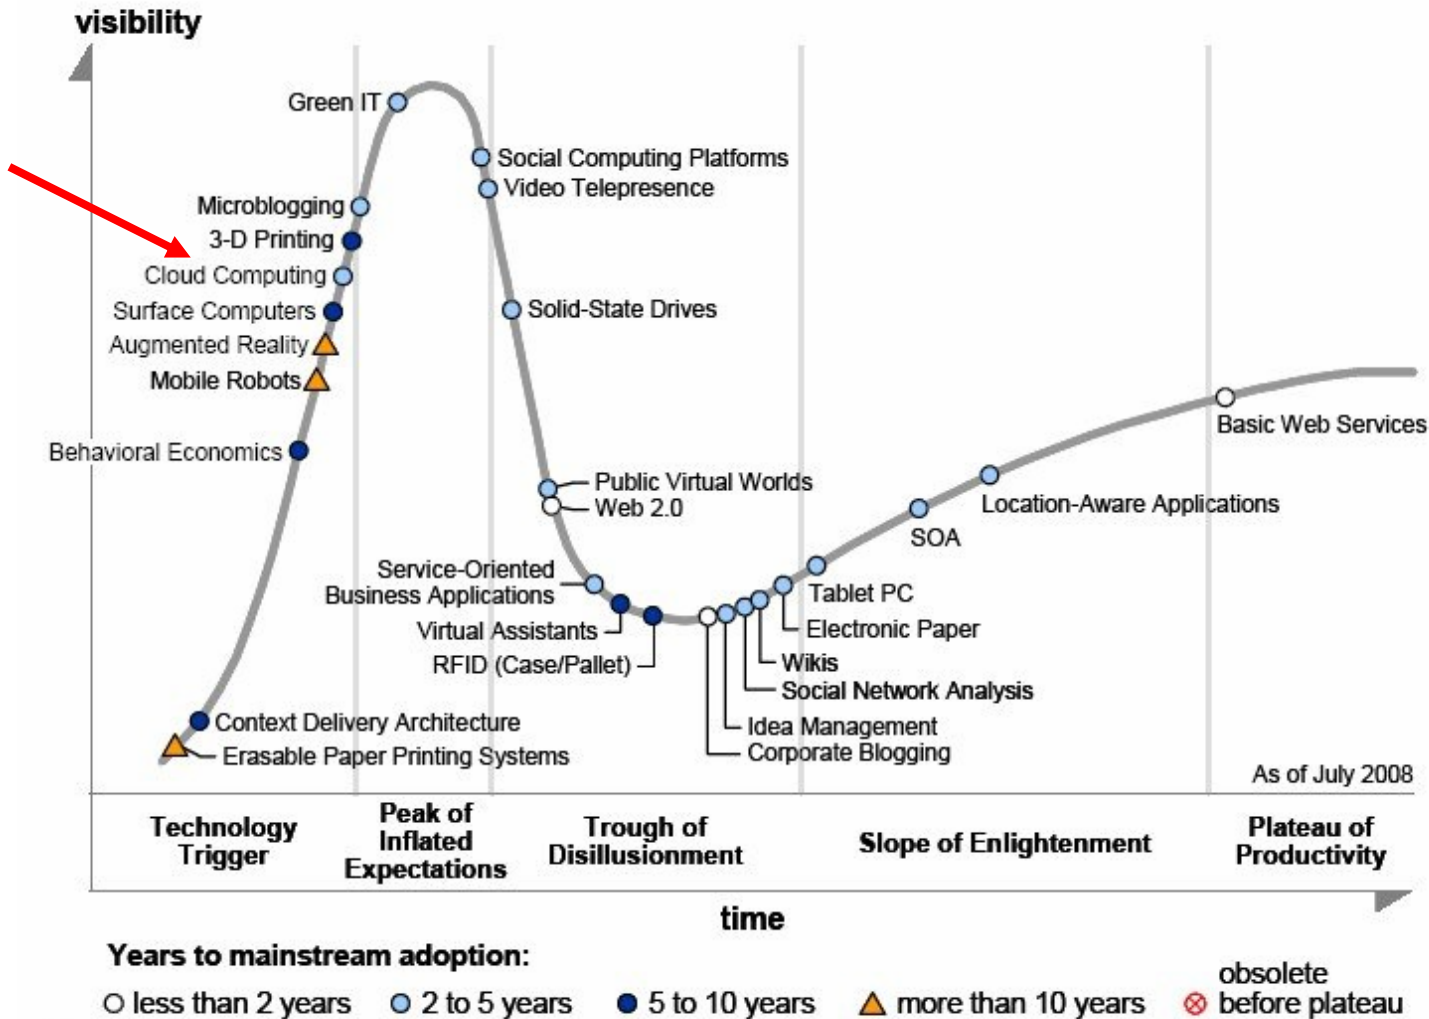 visibility
Green IT
Social Computing Platforms
Video Telepresence
Microblogging
3-D Printing
Cloud Computing
Surface Computers
Solid-State Drives
Augmented Reality
Mobile Robots
Basic Web Services
Behavioral Economics
Public Virtual Worlds
Web 2.0
Location-Aware Applications
SOA
Service-Oriented
Business Applications
Tablet PC
Virtual Assistants
Electronic Paper
RFID (Case/Pallet)
Wikis
Social Network Analysis
Context Delivery Architecture
Idea Management
Erasable Paper Printing Systems
Corporate Blogging
As of July 2008
Technology
Trigger
Peak of
Inflated
Expectations
Trough of
Disillusionment
Slope of Enlightenment
Plateau of
Productivity
time
Years to mainstream adoption:
less than 2 years
2 to 5 years
5 to 10 years
more than 10 years
obsolete
before plateau